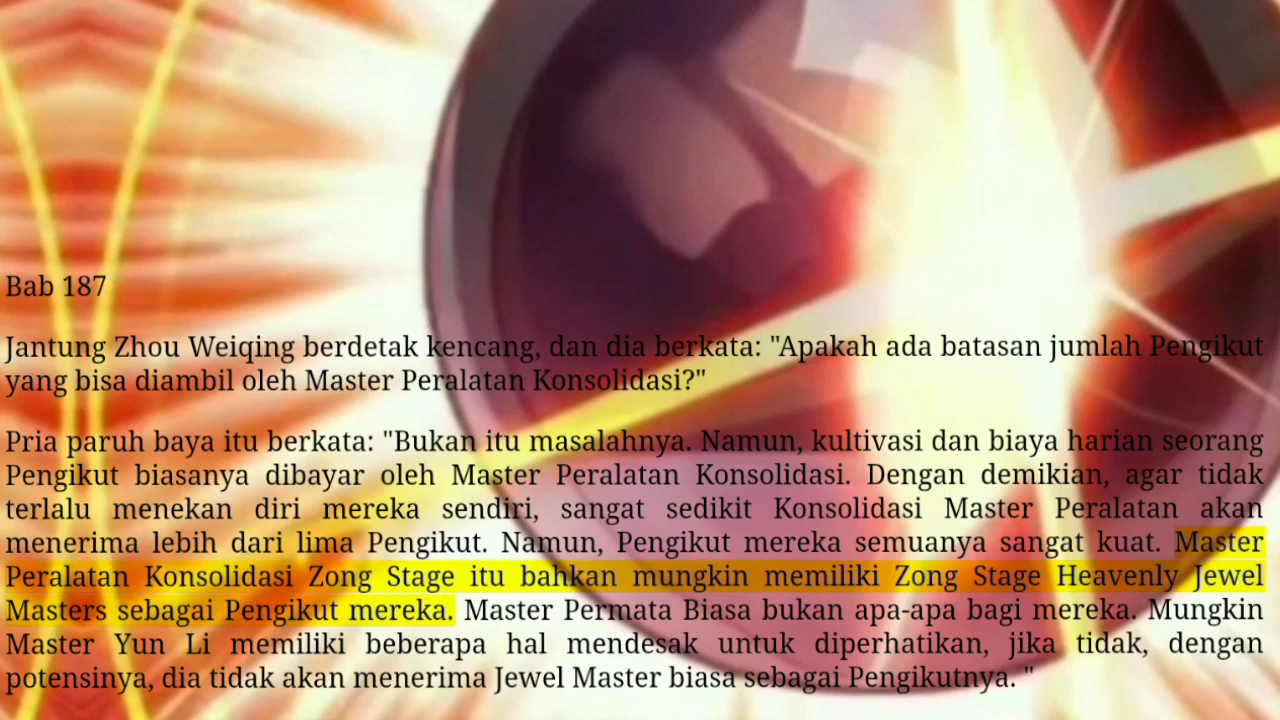 Bab 187
Jantung Zhou Weiqing berdetak kencang, dan dia berkata: "Apakah ada batasan jumlah Pengikut
yang bisa diambil oleh Master Peralatan Konsolidasi?"
Pria paruh baya itu berkata: "Bukan itu masalahnya. Namun, kultivasi dan biaya harian seorang
Pengikut biasanya dibayar oleh Master Peralatan Konsolidasi. Dengan demikian, agar tidak
terlalu menekan diri mereka sendiri, sangat sedikit Konsolidasi Master Peralatan akan
menerima lebih dari lima Pengikut. Namun, Pengikut mereka semuanya sangat kuat. Master
Peralatan Konsolidasi Zong Stage itu bahkan mungkin memiliki Zong Stage Heavenly Jewel
Masters sebagai Pengikut mereka. Master Permata Biasa bukan apa-apa bagi mereka. Mungkin
Master Yun Li memiliki beberapa hal mendesak untuk diperhatikan, jika tidak, dengan
potensinya, dia tidak akan menerima Jewel Master biasa sebagai Pengikutnya. "